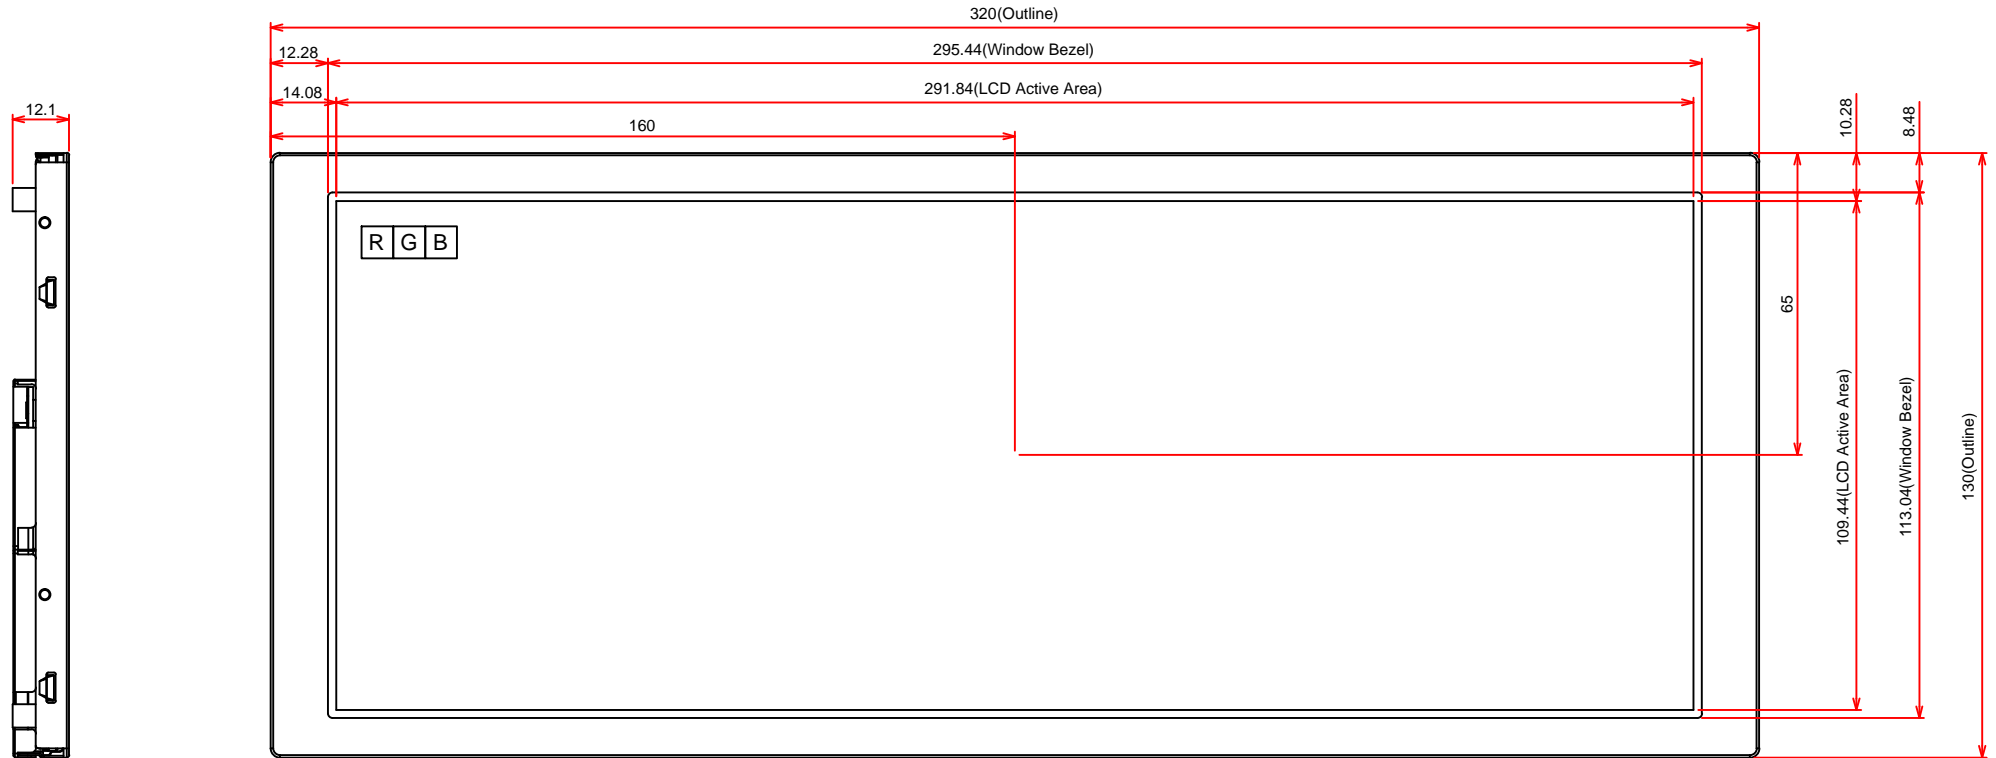 320(Outline)
12.28
295.44(Window Bezel)
14.08
291.84(LCD Active Area)
12.1
160
10.28
8.48
R G B
65
109.44(LCD Active Area)
113.04(Window Bezel)
130(Outline)